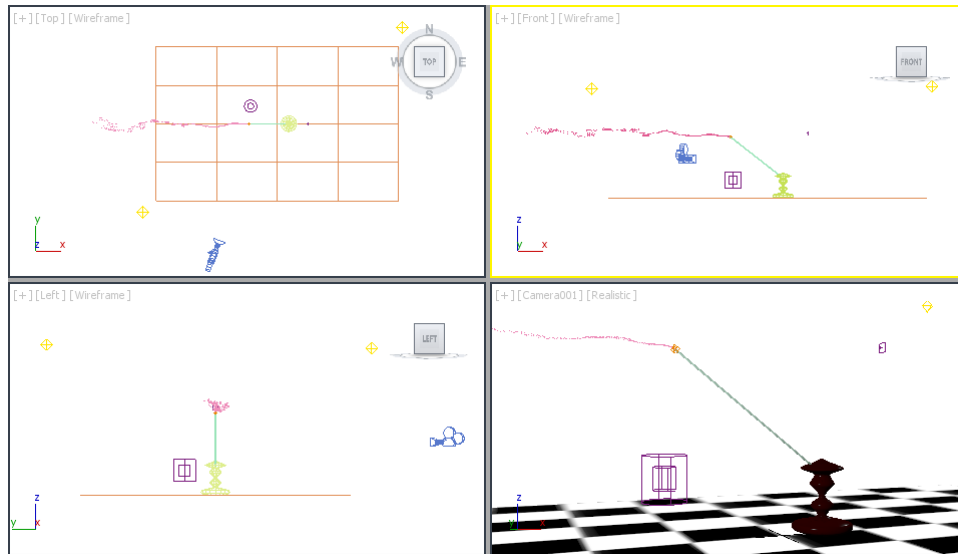 [+] [Top] [Wireframe]
N
W TOP E
S
y
z x
[+] [Front] [Wireframe]
FRONT
z
y x
[+] [Left] [Wireframe]
LEFT
z
y x
[+] [Camera001] [Realistic]
z
y x